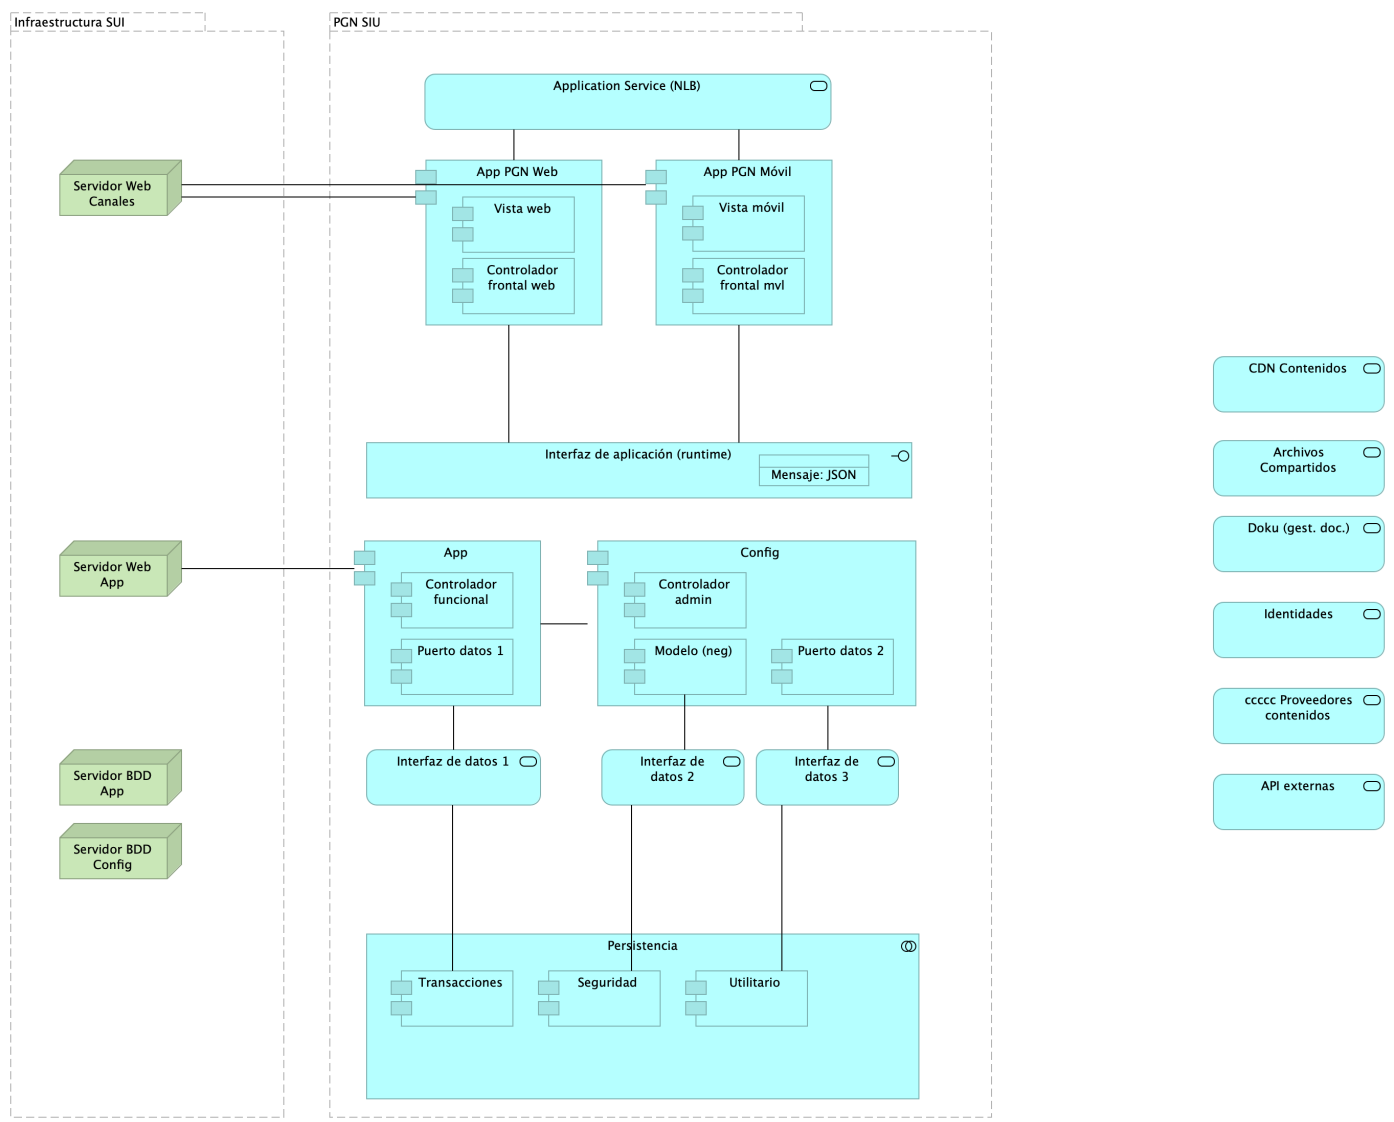 Infraestructura SUI
PGN SIU
Application Service (NLB)
Servidor Web
Canales
App PGN Web
Vista web
Controlador
frontal web
App PGN Móvil
Vista móvil
Controlador
frontal mvl
Interfaz de aplicación (runtime)
Mensaje: JSON
Servidor Web
App
App
Controlador
funcional
Puerto datos 1
Config
Controlador
admin
Modelo (neg)
Puerto datos 2
Servidor BDD
App
Servidor BDD
Config
Interfaz de datos 1
Interfaz de
datos 2
Interfaz de
datos 3
Persistencia
Transacciones
Seguridad
Utilitario
CDN Contenidos
Archivos
Compartidos
Doku (gest. doc.)
Identidades
ccccc Proveedores
contenidos
API externas